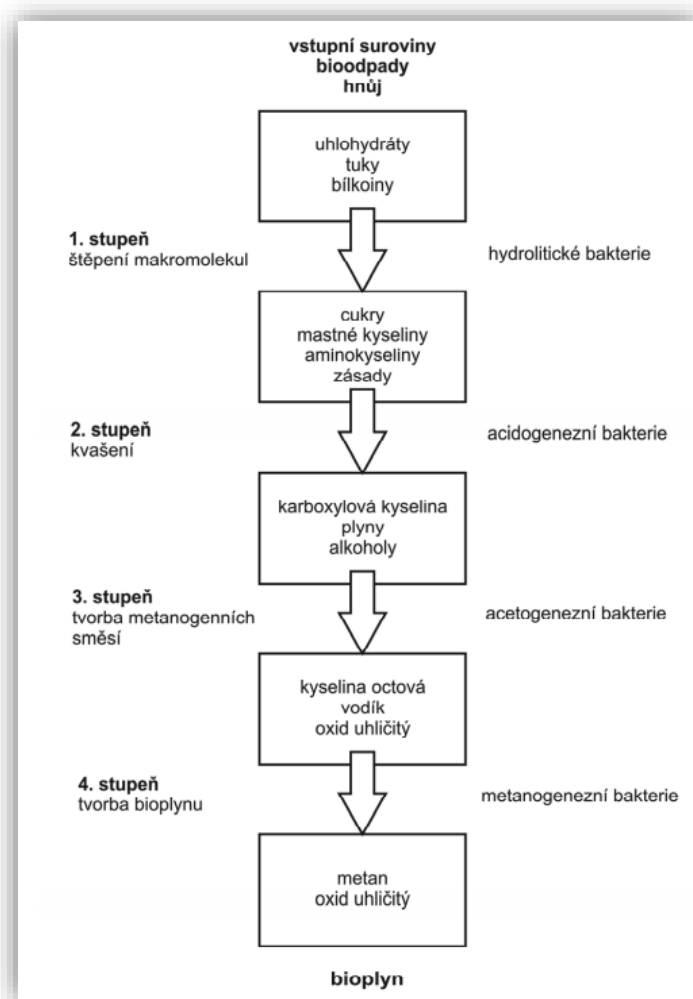 vstupní suroviny
bioodpady
hnůj
uhlohydráty
tuky
bílkoiny
1. stupeň
štěpení makromolekul
hydrolitické bakterie
cukry
mastné kyseliny
aminokyseliny
zásady
2. stupeň
kvašení
acidogenezní bakterie
karboxylová kyselina
plyny
alkoholy
3. stupeň
tvorba metanogenních
směsí
acetogenezní bakterie
kyselina octová
vodík
oxid uhličitý
4. stupeň
tvorba bioplynu
metanogenezní bakterie
metan
oxid uhličitý
bioplyn